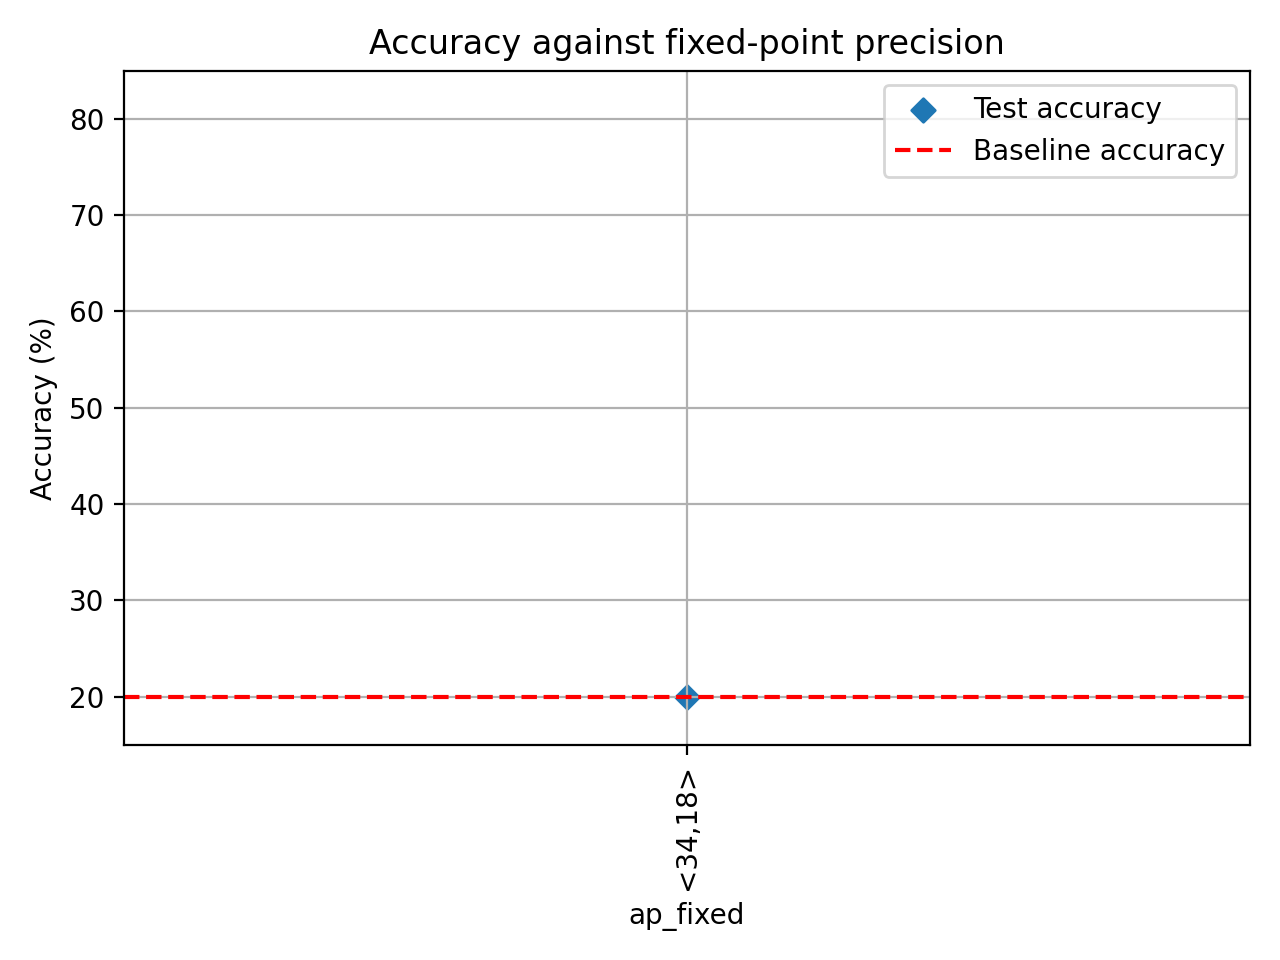 Accuracy against fixed-point precision
Test accuracy
Baseline accuracy
80
70
60
50
40
30
20
Accuracy (%)
<34,18>
ap_fixed